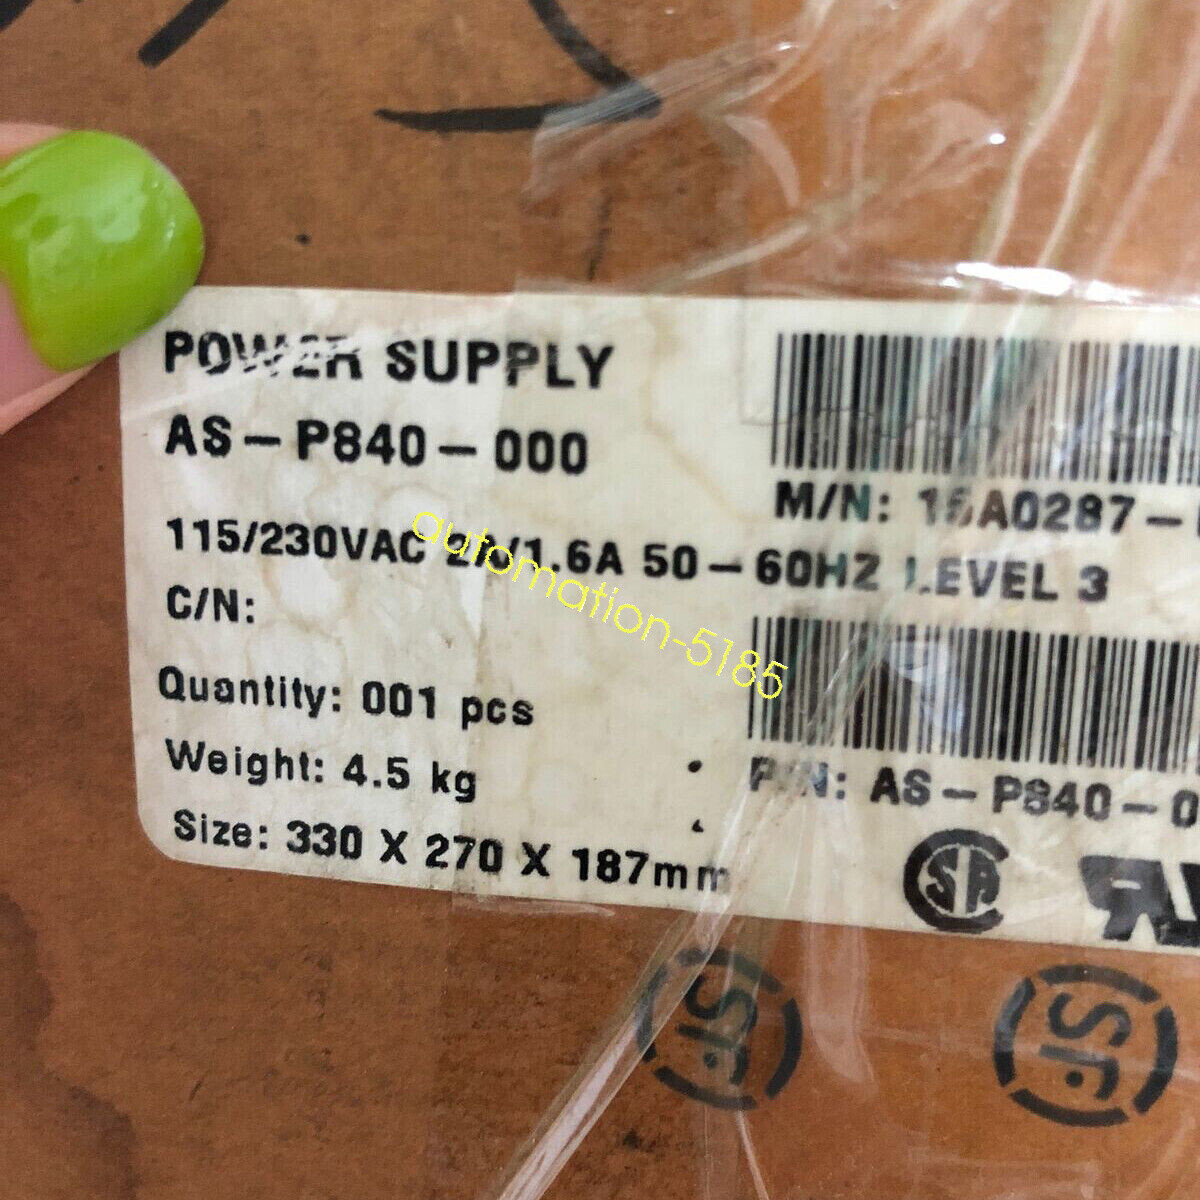 POWER SUPPLY
AS-P840-000
M/N: 15A0287-
115/230VAC 1.6A 50-60HZ LEVEL 3
C/N:
automation-5185
Quantity: 001 pcs
Weight: 4.5 kg
P/N: AS-P840-0
Size: 330 X 270 X 187mm
SA